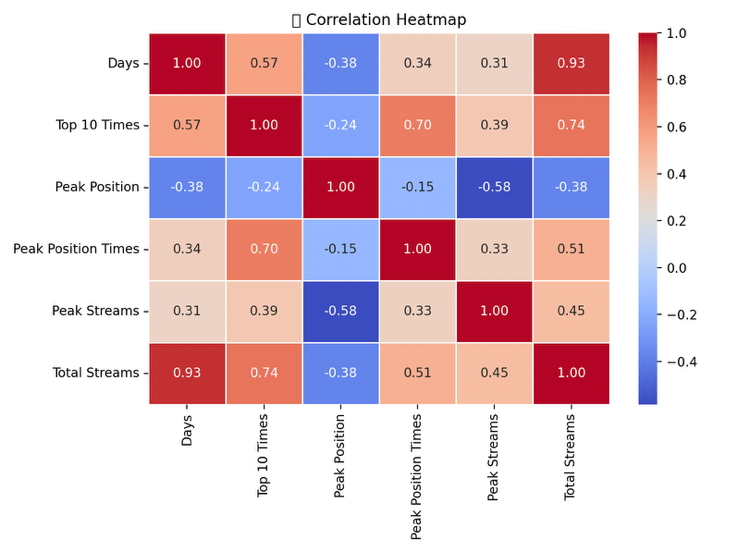 Correlation Heatmap
Days 1.00 0.57 -0.38 0.34 0.31 0.93
Top 10 Times 0.57 1.00 -0.24 0.70 0.39 0.74
Peak Position -0.38 -0.24 1.00 -0.15 -0.58 -0.38
Peak Position Times 0.34 0.70 -0.15 1.00 0.33 0.51
Peak Streams 0.31 0.39 -0.58 0.33 1.00 0.45
Total Streams 0.93 0.74 -0.38 0.51 0.45 1.00
Days
Top 10 Times
Peak Position
Peak Position Times
Peak Streams
Total Streams
1.0
0.8
0.6
0.4
0.2
0.0
−0.2
−0.4